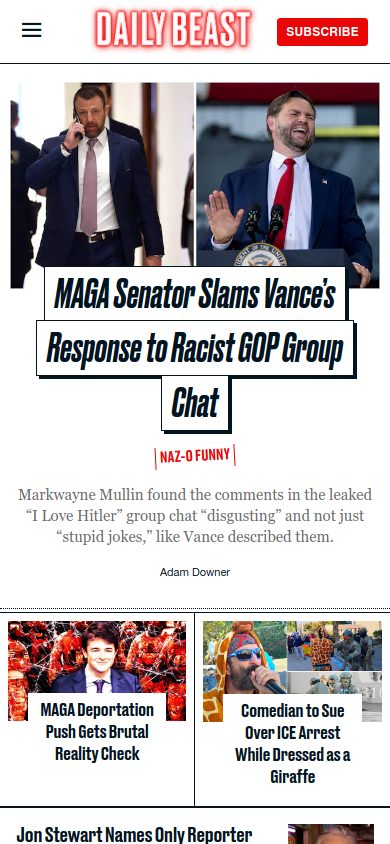 DAILY BEAST
SUBSCRIBE
MAGA Senator Slams Vance's
Response to Racist GOP Group
Chat
NAZ-O FUNNY
Markwayne Mullin found the comments in the leaked
“I Love Hitler” group chat “disgusting” and not just
“stupid jokes,” like Vance described them.
Adam Downer
MAGA Deportation
Push Gets Brutal
Reality Check
Comedian to Sue
Over ICE Arrest
While Dressed as a
Giraffe
Jon Stewart Names Only Reporter